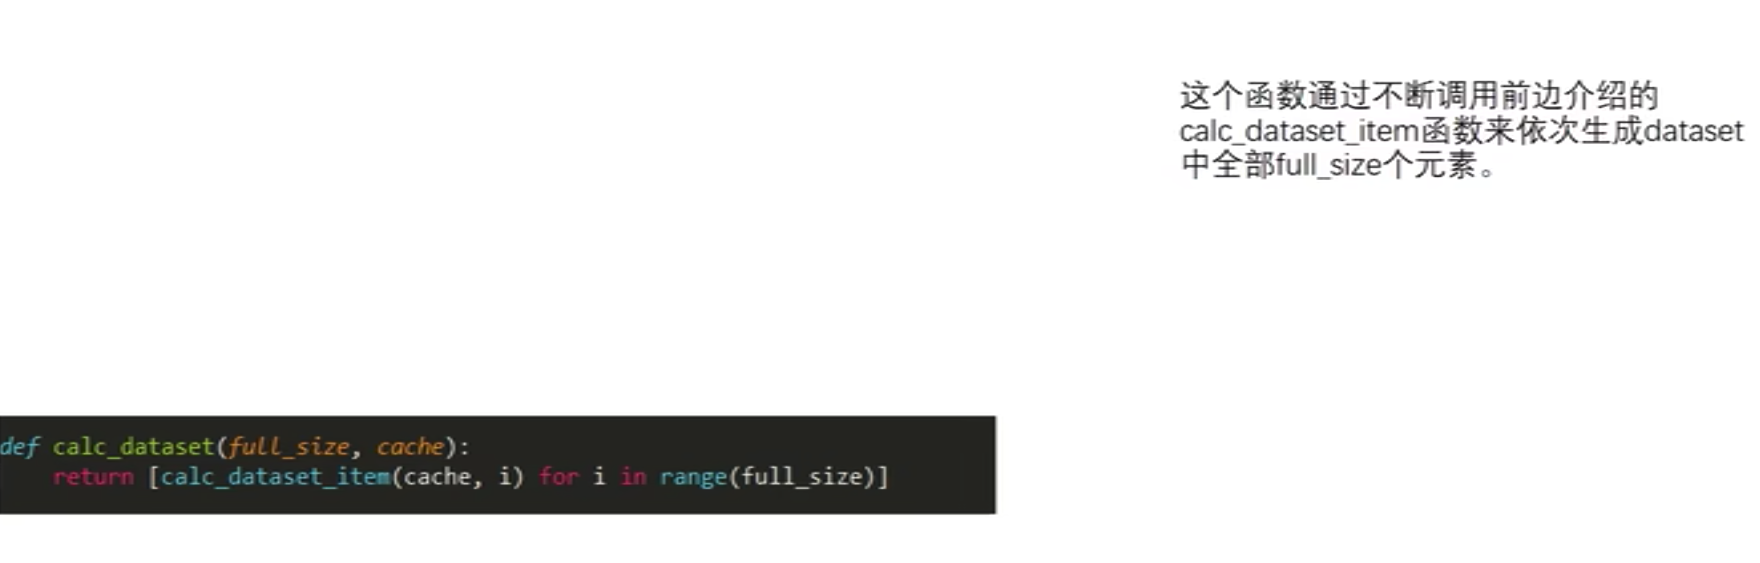 这个函数通过不断调用前边介绍的
calc_dataset_item函数来依次生成dataset
中全部full_size个元素。
def calc_dataset(full_size, cache):
    return [calc_dataset_item(cache, i) for i in range(full_size)]